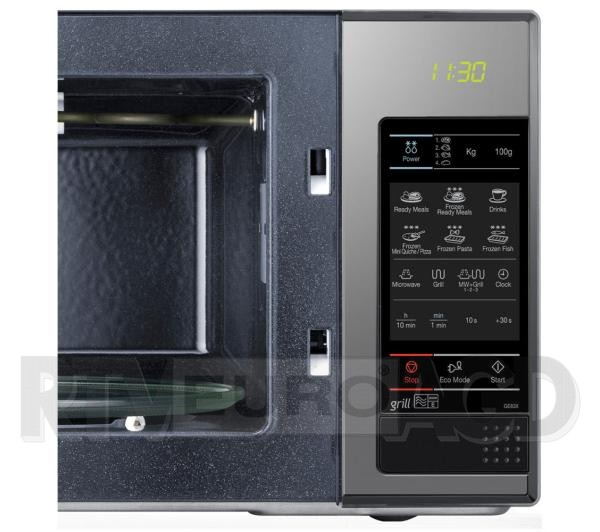 11:30
Power
1.
2.
3.
4.
Kg
100g
Ready Meals
Frozen Ready Meals
Drinks
Frozen Mini Quiche / Pizza
Frozen Pasta
Frozen Fish
Microwave
Grill
MW+Grill
1-2-3
Clock
h
10 min
min
1 min
10 s
+30 s
Stop
Eco Mode
Start
grill
GE83X
RTV EURO AGD